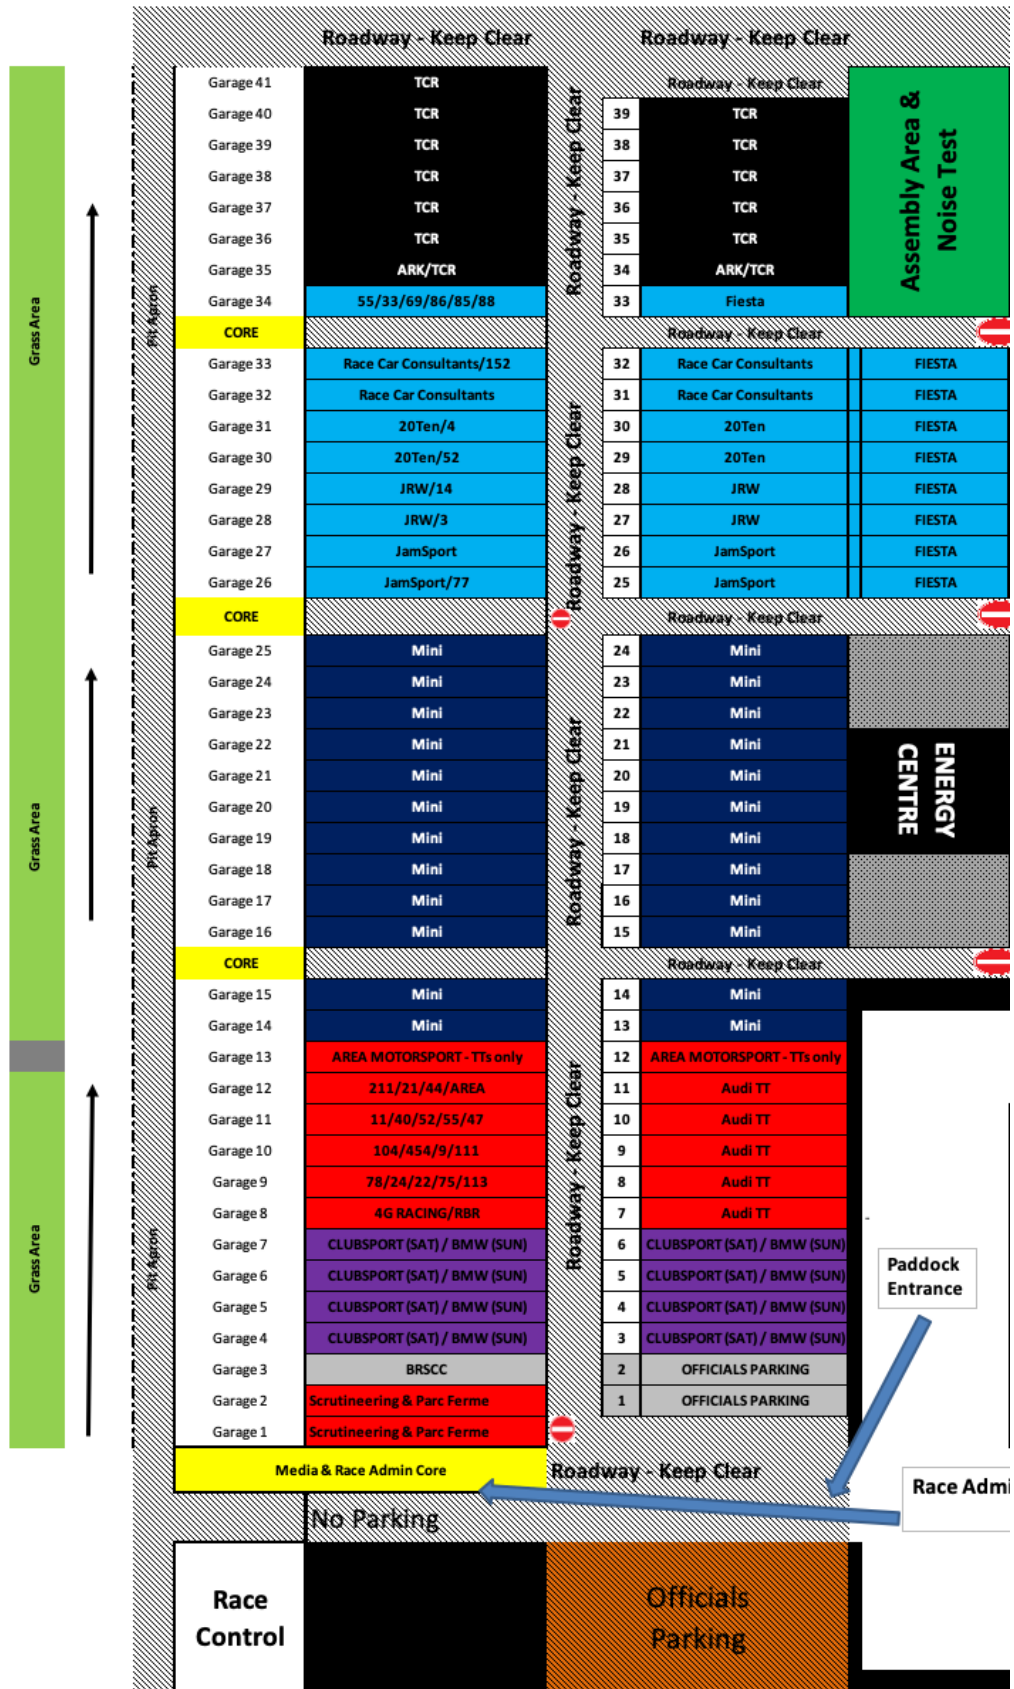 Roadway - Keep Clear Roadway - Keep Clear
Garage 41 TCR Roadway - Keep Clear
Garage 40 TCR 39 TCR
Garage 39 TCR 38 TCR
Garage 38 TCR 37 TCR
Garage 37 TCR 36 TCR
Garage 36 TCR 35 TCR
Garage 35 ARK/TCR 34 ARK/TCR
Garage 34 55/33/69/86/85/88 33 Fiesta
CORE Roadway - Keep Clear
Garage 33 Race Car Consultants/152 32 Race Car Consultants FIESTA
Garage 32 Race Car Consultants 31 Race Car Consultants FIESTA
Garage 31 20Ten/4 30 20Ten FIESTA
Garage 30 20Ten/52 29 20Ten FIESTA
Garage 29 JRW/14 28 JRW FIESTA
Garage 28 JRW/3 27 JRW FIESTA
Garage 27 JamSport 26 JamSport FIESTA
Garage 26 JamSport/77 25 JamSport FIESTA
CORE Roadway - Keep Clear
Garage 25 Mini 24 Mini
Garage 24 Mini 23 Mini
Garage 23 Mini 22 Mini
Garage 22 Mini 21 Mini
Garage 21 Mini 20 Mini
Garage 20 Mini 19 Mini
Garage 19 Mini 18 Mini
Garage 18 Mini 17 Mini
Garage 17 Mini 16 Mini
Garage 16 Mini 15 Mini
CORE Roadway - Keep Clear
Garage 15 Mini 14 Mini
Garage 14 Mini 13 Mini
Garage 13 AREA MOTORSPORT - TTs only 12 AREA MOTORSPORT - TTs only
Garage 12 211/21/44/AREA 11 Audi TT
Garage 11 11/40/52/55/47 10 Audi TT
Garage 10 104/454/9/111 9 Audi TT
Garage 9 78/24/22/75/113 8 Audi TT
Garage 8 4G RACING/RBR 7 Audi TT
Garage 7 CLUBSPORT (SAT) / BMW (SUN) 6 CLUBSPORT (SAT) / BMW (SUN)
Garage 6 CLUBSPORT (SAT) / BMW (SUN) 5 CLUBSPORT (SAT) / BMW (SUN)
Garage 5 CLUBSPORT (SAT) / BMW (SUN) 4 CLUBSPORT (SAT) / BMW (SUN)
Garage 4 CLUBSPORT (SAT) / BMW (SUN) 3 CLUBSPORT (SAT) / BMW (SUN)
Garage 3 BRSCC 2 OFFICIALS PARKING
Garage 2 Scrutineering & Parc Ferme 1 OFFICIALS PARKING
Garage 1 Scrutineering & Parc Ferme
Media & Race Admin Core Roadway - Keep Clear
No Parking
Race
Control
Officials
Parking
Grass Area
Grass Area
Grass Area
Pit Apron
Pit Apron
Pit Apron
Roadway - Keep Clear
Roadway - Keep Clear
Roadway - Keep Clear
Roadway - Keep Clear
Assembly Area &
Noise Test
ENERGY
CENTRE
Paddock
Entrance
Race Admi